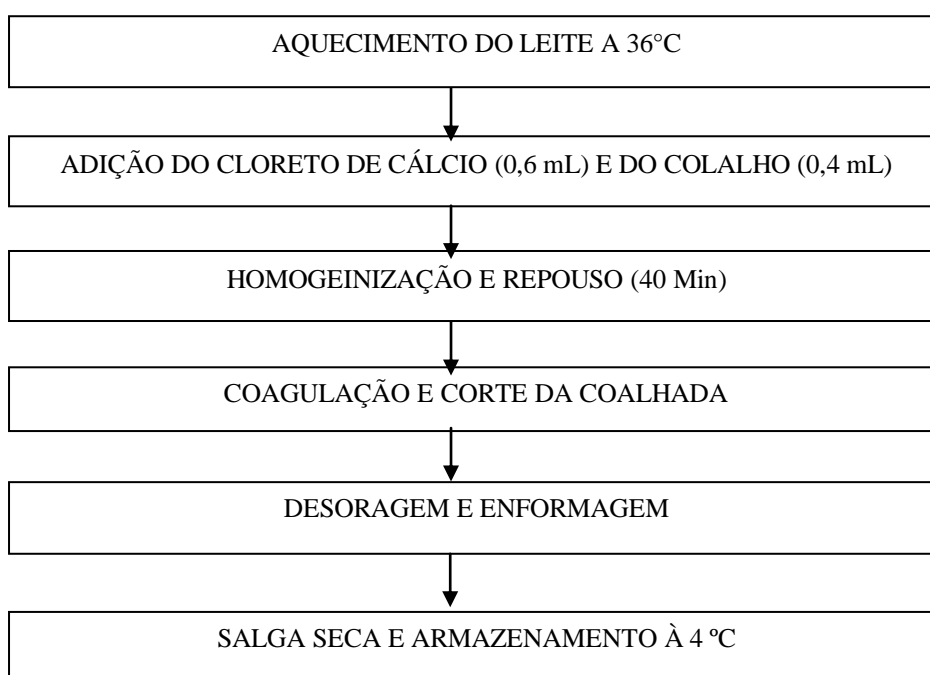 AQUECIMENTO DO LEITE A 36°C
ADIÇÃO DO CLORETO DE CÁLCIO (0,6 mL) E DO COLALHO (0,4 mL)
HOMOGEINIZAÇÃO E REPOUSO (40 Min)
COAGULAÇÃO E CORTE DA COALHADA
DESORAGEM E ENFORMAGEM
SALGA SECA E ARMAZENAMENTO À 4 ºC